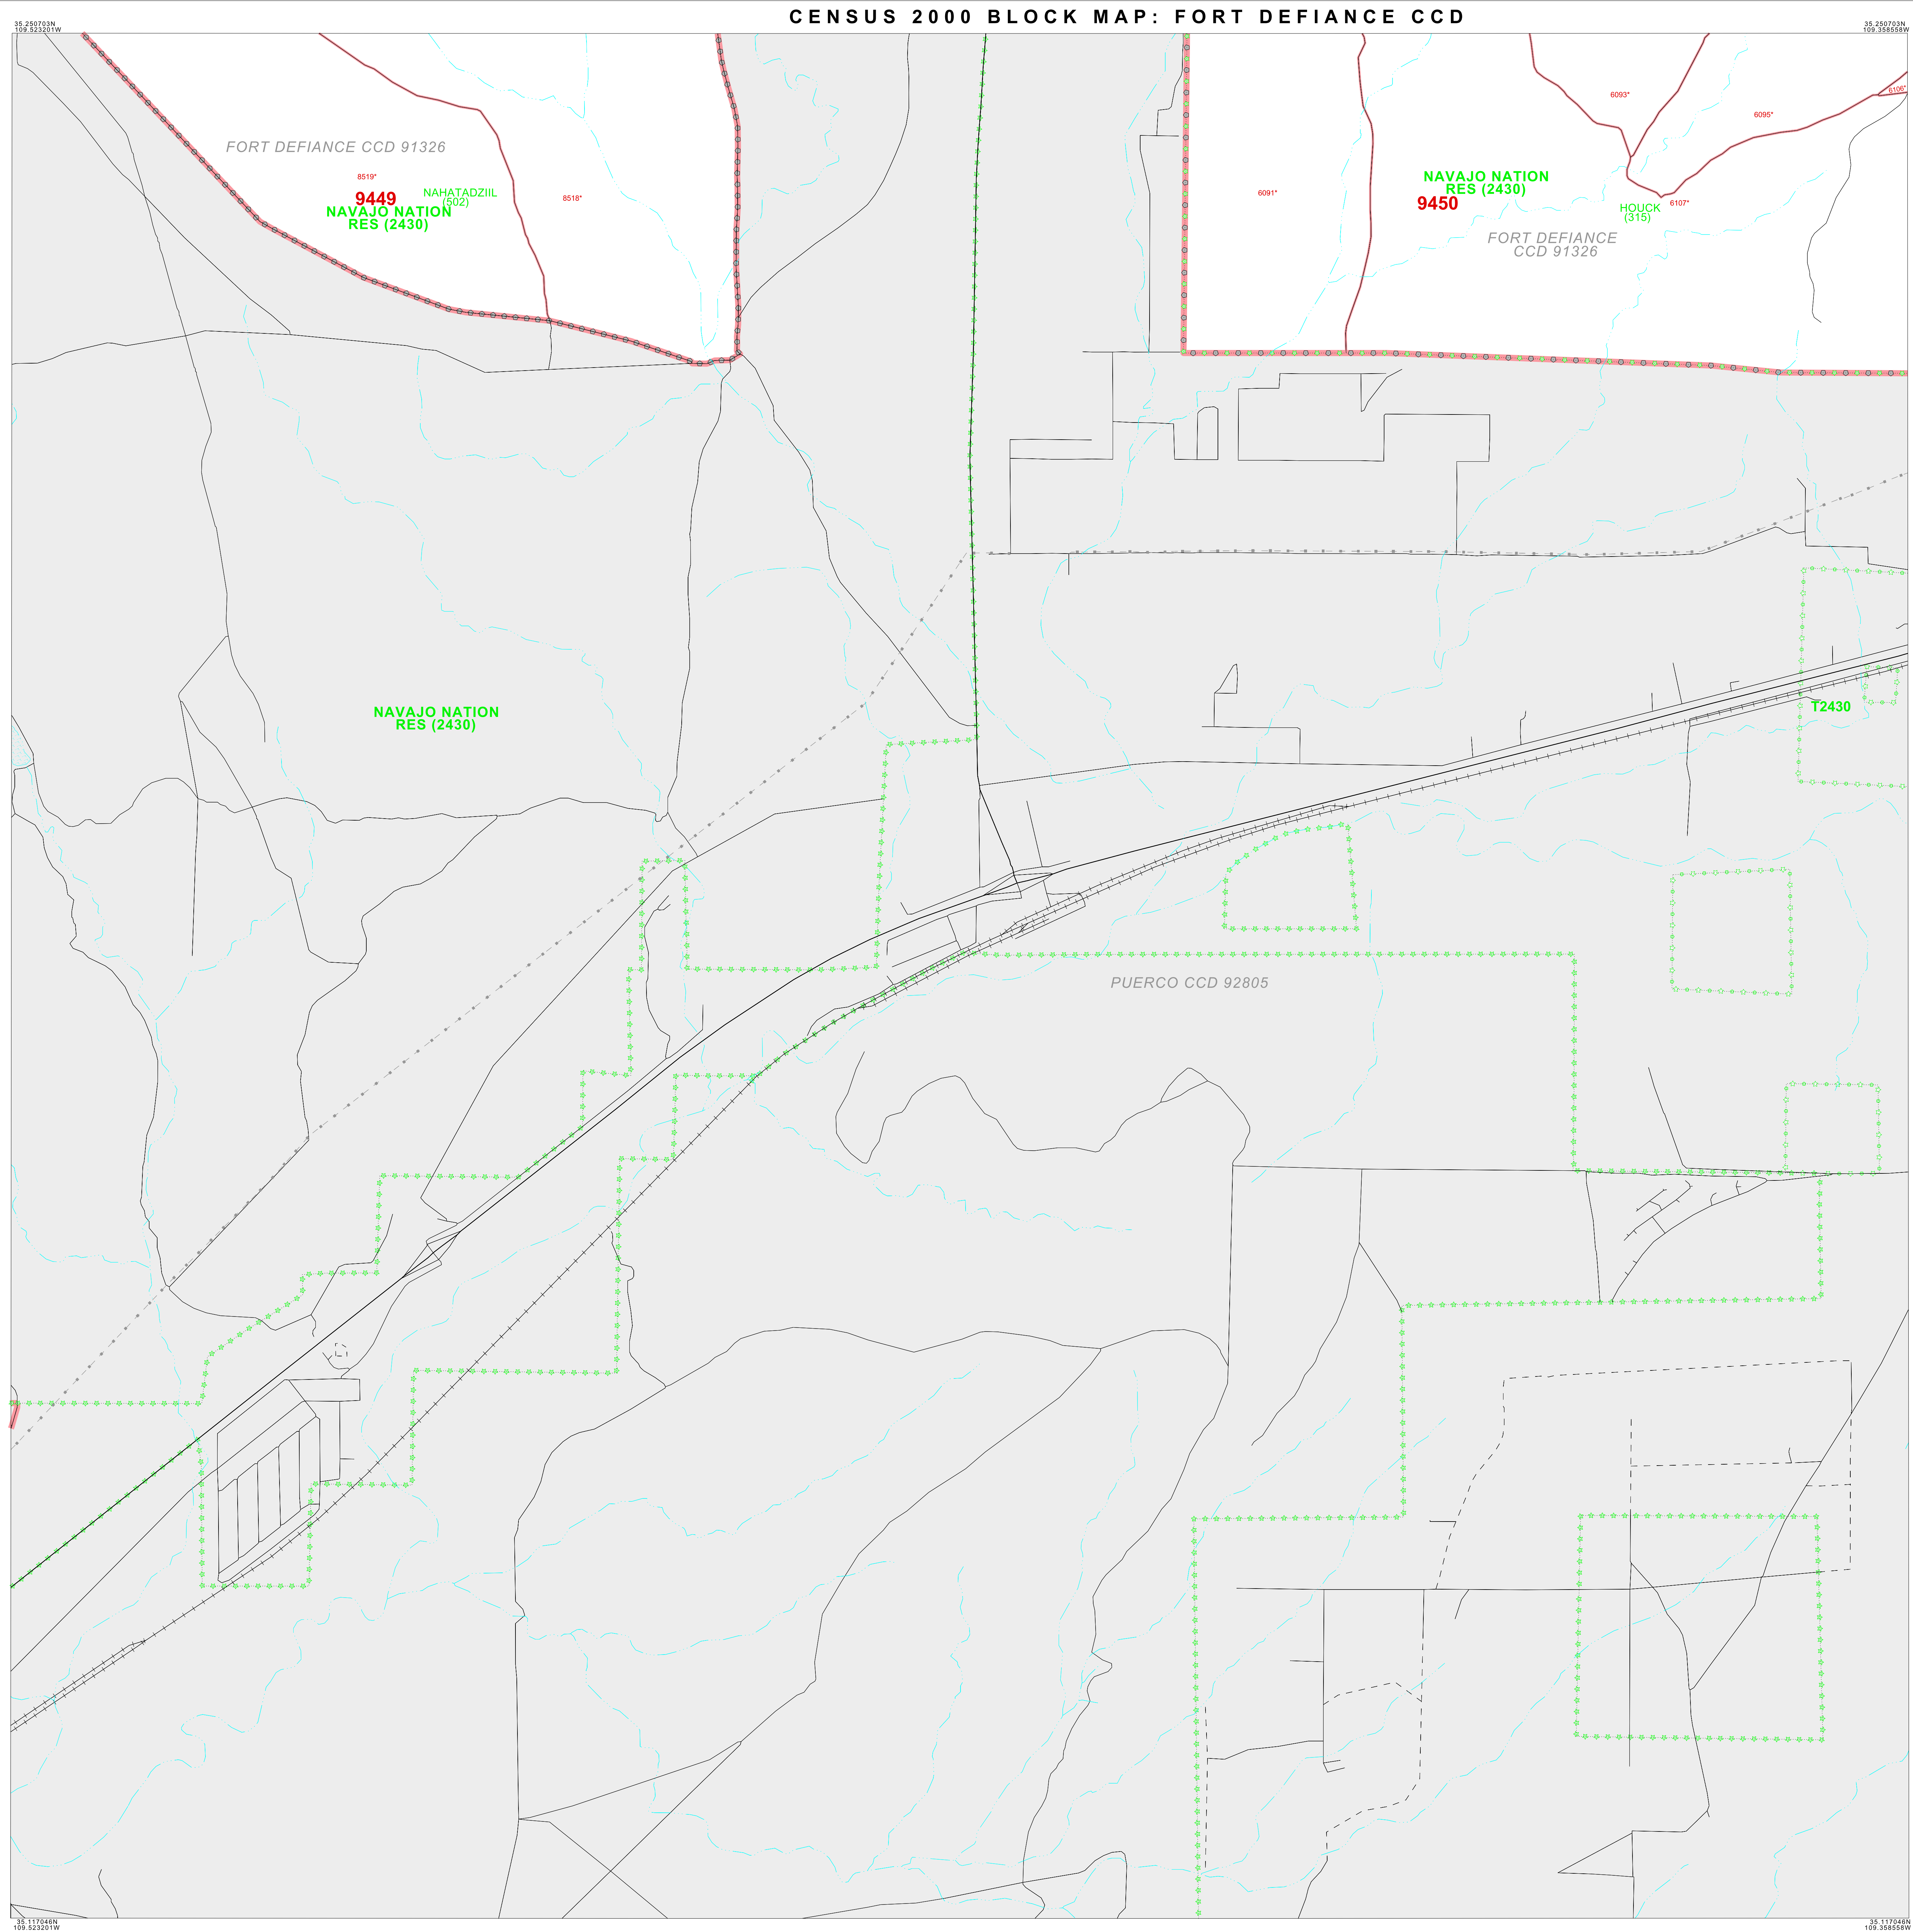 CENSUS 2000 BLOCK MAP: FORT DEFIANCE CCD
35.250703N
109.523201W
35.250703N
109.358558W
6106*
6093*
6095*
FORT DEFIANCE CCD 91326
8519*
NAVAJO NATION
RES (2430)
NAHATADZIIL
(502)
9449
8518*
6091*
9450
6107*
NAVAJO NATION
RES (2430)
HOUCK
(315)
FORT DEFIANCE
CCD 91326
T2430
NAVAJO NATION
RES (2430)
PUERCO CCD 92805
35.117046N
109.523201W
35.117046N
109.358558W